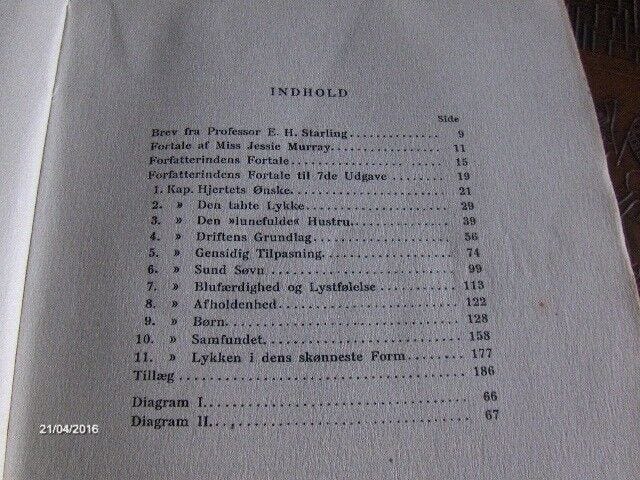 INDHOLD
Side
Brev fra Professor E. H. Starling . . . . . . . . . . . . . . . 9
Fortale af Miss Jessie Murray. . . . . . . . . . . . . . . . . 11
Forfatterindens Fortale. . . . . . . . . . . . . . . . . . . . . 15
Forfatterindens Fortale til 7de Udgave . . . . . . . . . 19
1. Kap. Hjertets Ønske. . . . . . . . . . . . . . . . . . . . . 21
2. » Den tabte Lykke. . . . . . . . . . . . . . . . . . . 29
3. » Den »lunefulde« Hustru. . . . . . . . . . . . . 39
4. » Driftens Grundlag. . . . . . . . . . . . . . . . . . 56
5. » Gensidig Tilpasning. . . . . . . . . . . . . . . . . 74
6. » Sund Søvn . . . . . . . . . . . . . . . . . . . . . . . 99
7. » Blufærdighed og Lystfølelse . . . . . . . . . . 113
8. » Afholdenhed. . . . . . . . . . . . . . . . . . . . . . 122
9. » Børn. . . . . . . . . . . . . . . . . . . . . . . . . . . 128
10. » Samfundet. . . . . . . . . . . . . . . . . . . . . . . 158
11. » Lykken i dens skønneste Form . . . . . . . . 177
Tillæg . . . . . . . . . . . . . . . . . . . . . . . . . . . . . . 186
Diagram I. . . . . . . . . . . . . . . . . . . . . . . . . . . . 66
Diagram II. . . . . . . . . . . . . . . . . . . . . . . . . . . 67
21/04/2016